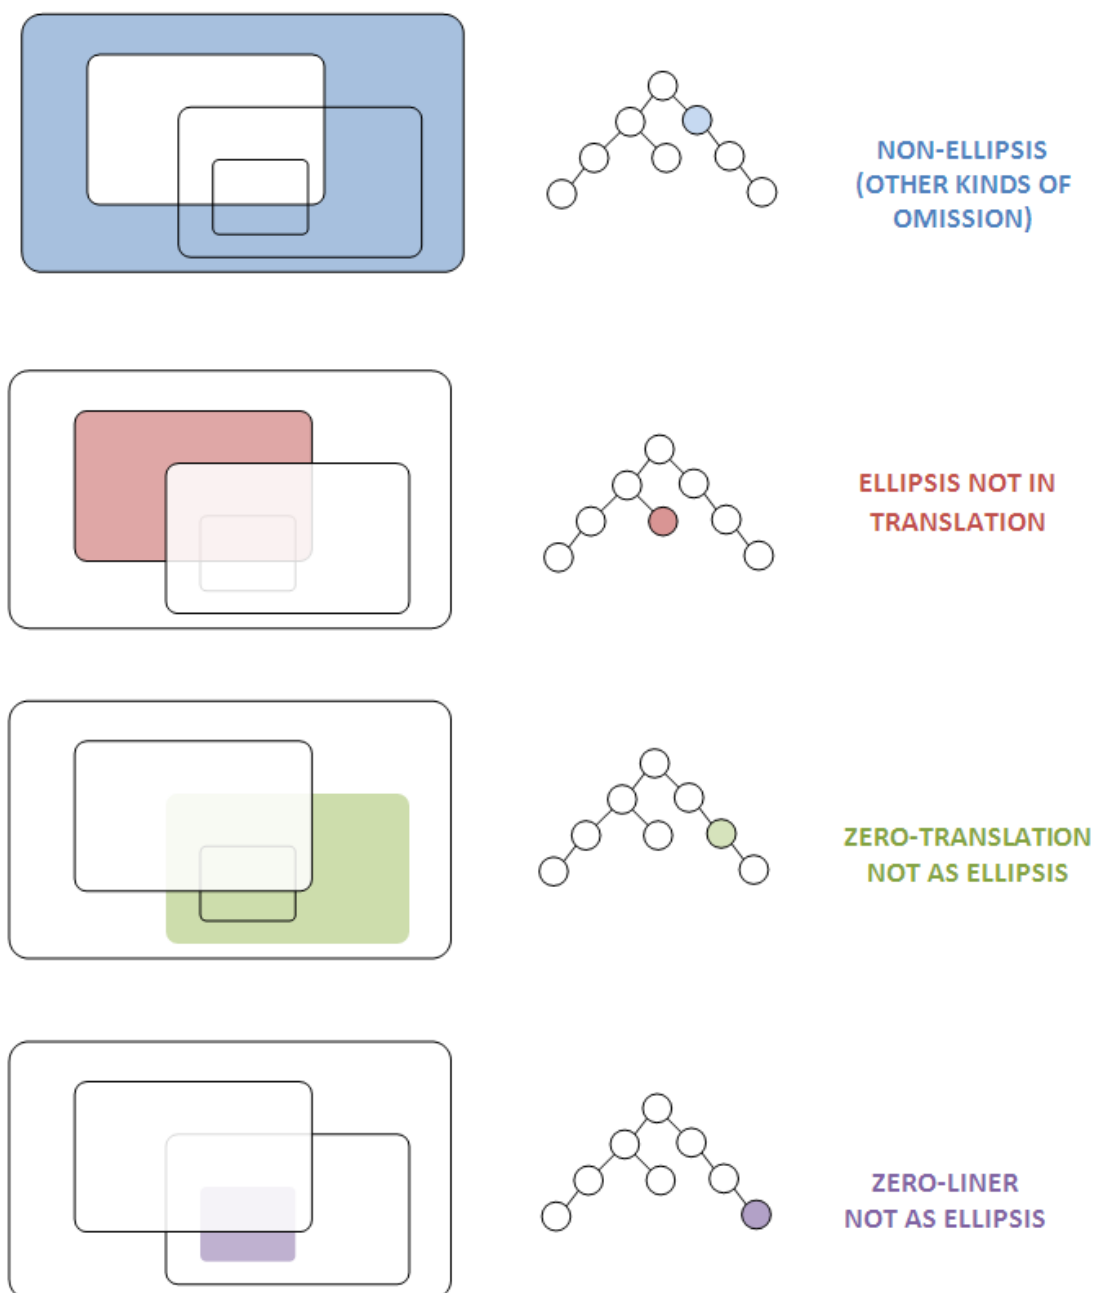 NON-ELLIPSIS
(OTHER KINDS OF
OMISSION)
ELLIPSIS NOT IN
TRANSLATION
ZERO-TRANSLATION
NOT AS ELLIPSIS
ZERO-LINER
NOT AS ELLIPSIS